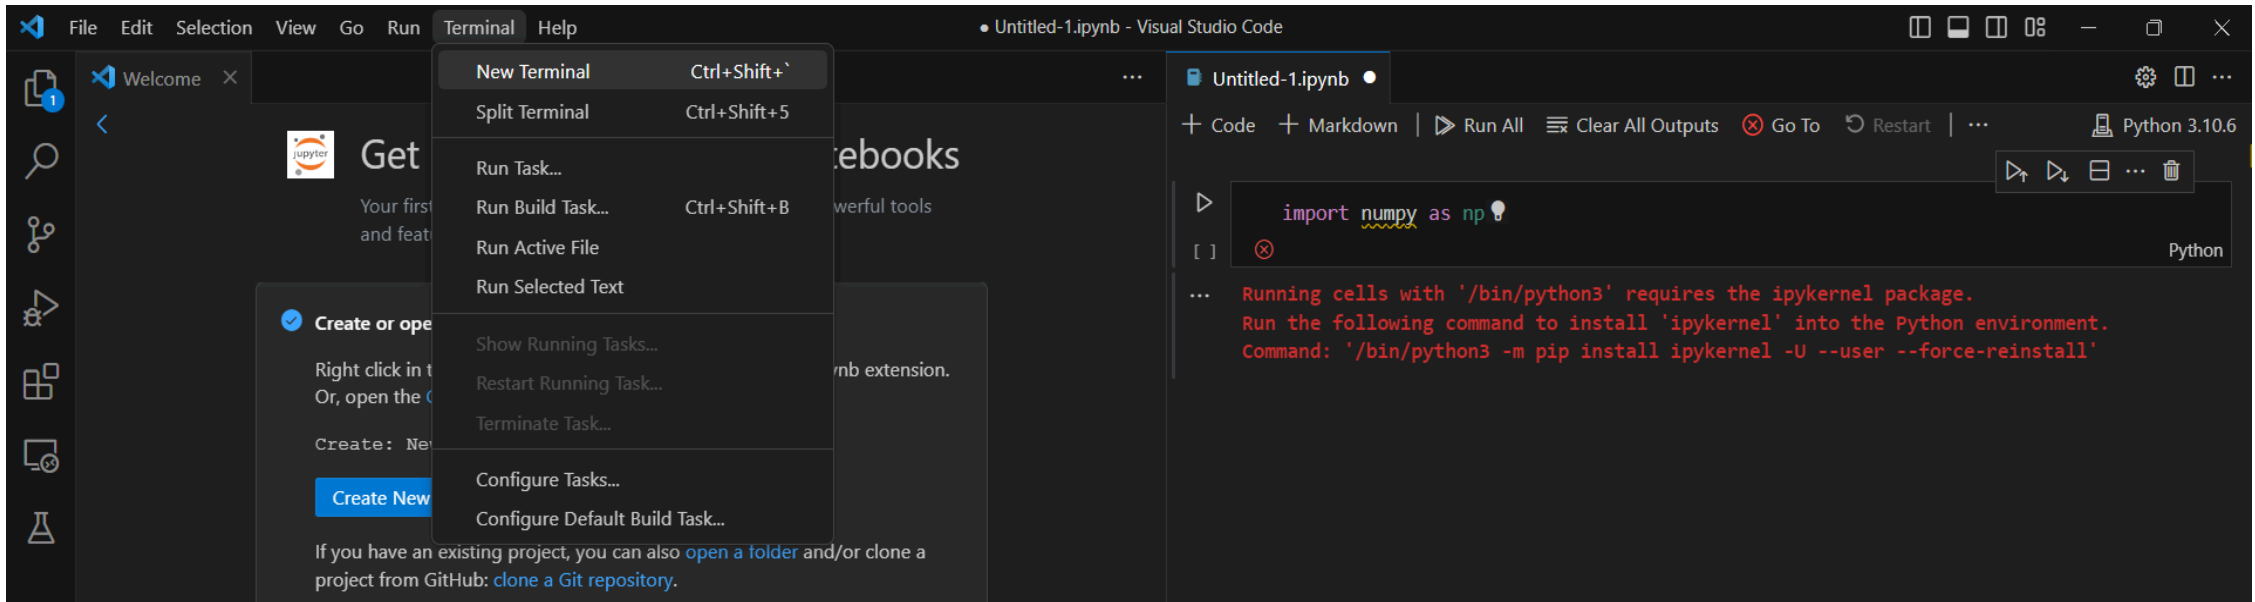 File Edit Selection View Go Run Terminal Help
● Untitled-1.ipynb - Visual Studio Code
Welcome
New Terminal Ctrl+Shift+`
Split Terminal Ctrl+Shift+5
Run Task...
Run Build Task... Ctrl+Shift+B
Run Active File
Run Selected Text
Show Running Tasks...
Restart Running Task...
Terminate Task...
Configure Tasks...
Configure Default Build Task...
jupyter
Get ebooks
Your first werful tools
and feat
Create or ope
Right click in t nb extension.
Or, open the
Create: Ne
Create New
If you have an existing project, you can also open a folder and/or clone a
project from GitHub: clone a Git repository.
1
Untitled-1.ipynb ●
+ Code + Markdown | Run All Clear All Outputs Go To Restart | ...
Python 3.10.6
import numpy as np
[ ]
Python
Running cells with '/bin/python3' requires the ipykernel package.
Run the following command to install 'ipykernel' into the Python environment.
Command: '/bin/python3 -m pip install ipykernel -U --user --force-reinstall'